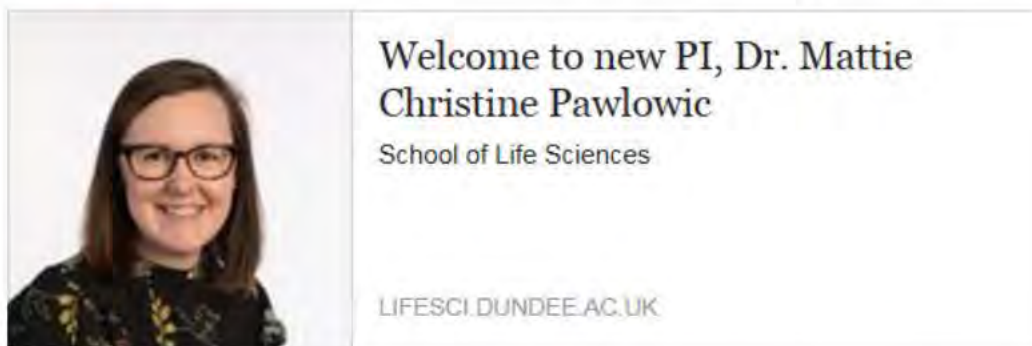 Welcome to new PI, Dr. Mattie
Christine Pawlowic
School of Life Sciences
LIFESCI.DUNDEE.AC.UK